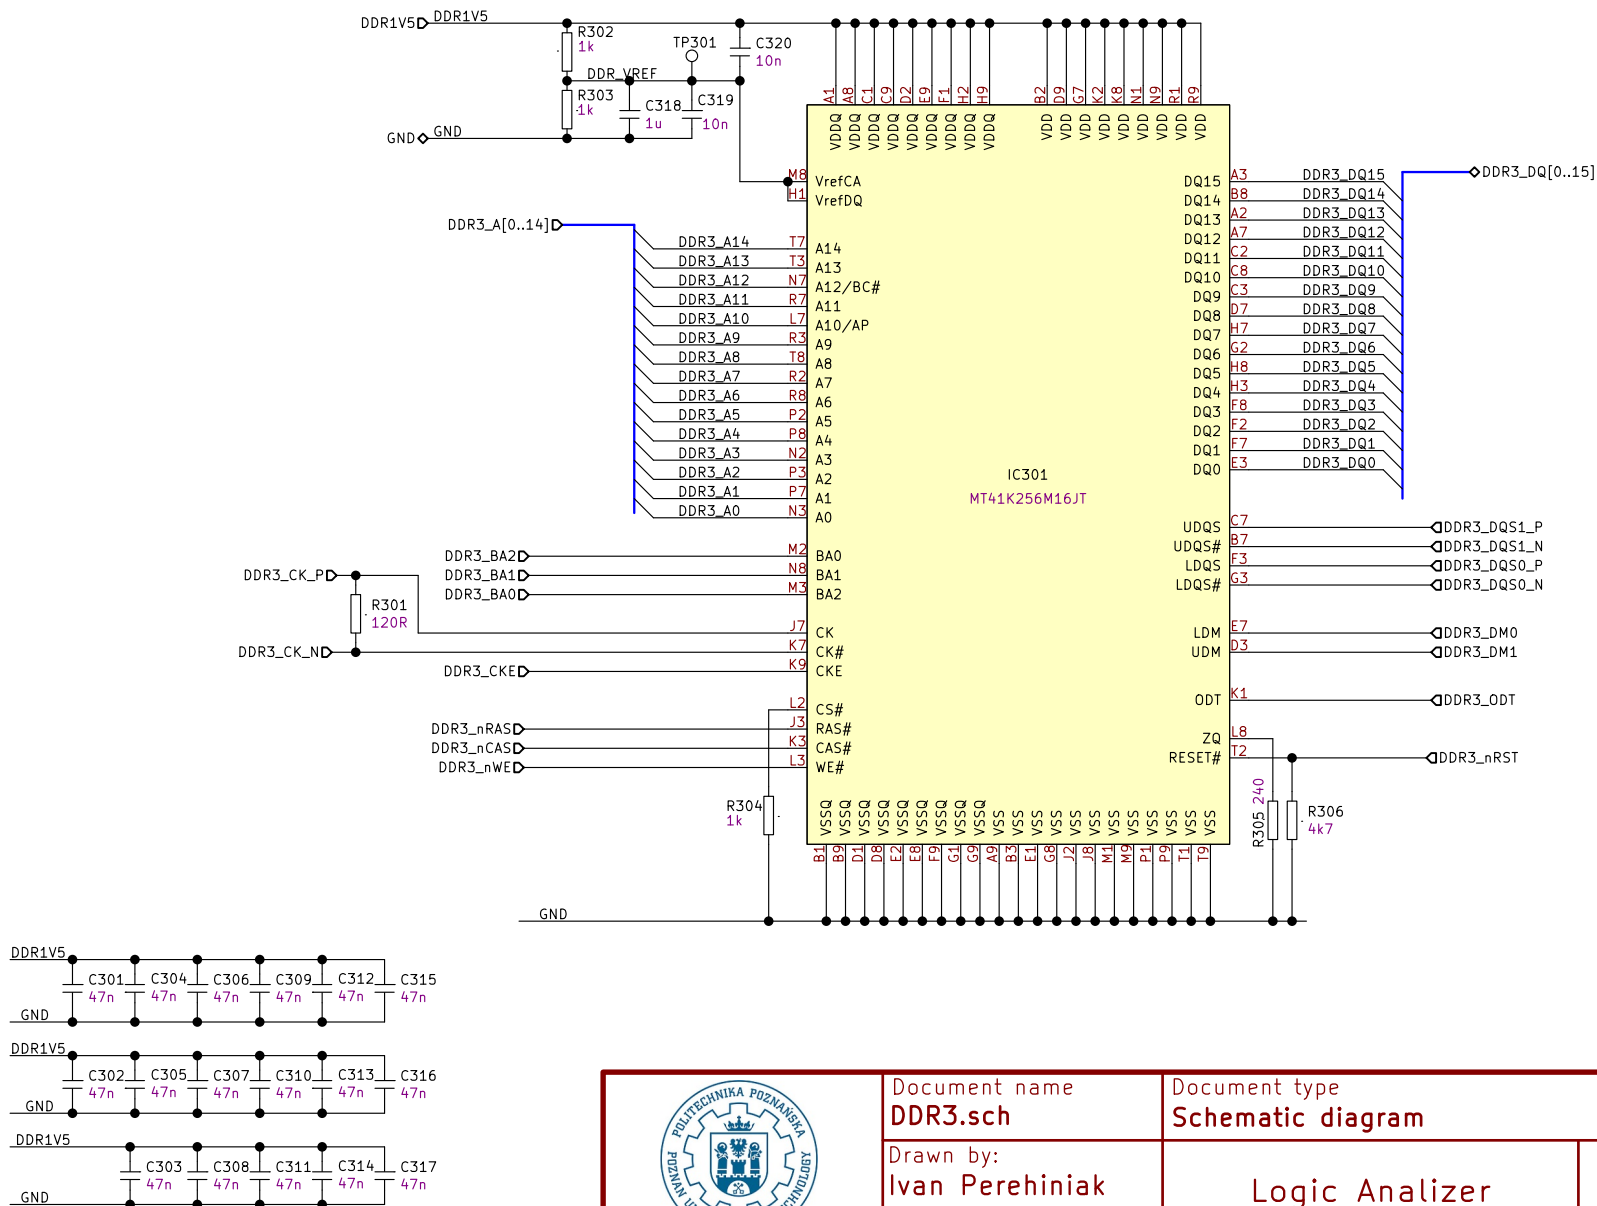 DDR1V5 DDR1V5
R302
1k
TP301
C320
10n
DDR_VREF
R303
1k
C318
1u
C319
10n
GND GND
A1 A8 C1 C9 D2 E9 F1 H2 H9 B2 D9 G7 K2 K8 N1 N9 R1 R9
VDDQ VDDQ VDDQ VDDQ VDDQ VDDQ VDDQ VDDQ VDDQ VDD VDD VDD VDD VDD VDD VDD VDD VDD
M8 VrefCA
H1 VrefDQ
DDR3_A[0..14]
DDR3_A14 T7 A14
DDR3_A13 T3 A13
DDR3_A12 N7 A12/BC#
DDR3_A11 R7 A11
DDR3_A10 L7 A10/AP
DDR3_A9 R3 A9
DDR3_A8 T8 A8
DDR3_A7 R2 A7
DDR3_A6 R8 A6
DDR3_A5 P2 A5
DDR3_A4 P8 A4
DDR3_A3 N2 A3
DDR3_A2 P3 A2
DDR3_A1 P7 A1
DDR3_A0 N3 A0
DDR3_BA2 M2 BA0
DDR3_BA1 N8 BA1
DDR3_BA0 M3 BA2
DDR3_CK_P
R301
120R
J7 CK
DDR3_CK_N K7 CK#
DDR3_CKE K9 CKE
L2 CS#
DDR3_nRAS J3 RAS#
DDR3_nCAS K3 CAS#
DDR3_nWE L3 WE#
R304
1k
IC301
MT41K256M16JT
DDR3_DQ[0..15]
DQ15 A3 DDR3_DQ15
DQ14 B8 DDR3_DQ14
DQ13 A2 DDR3_DQ13
DQ12 A7 DDR3_DQ12
DQ11 C2 DDR3_DQ11
DQ10 C8 DDR3_DQ10
DQ9 C3 DDR3_DQ9
DQ8 D7 DDR3_DQ8
DQ7 H7 DDR3_DQ7
DQ6 G2 DDR3_DQ6
DQ5 H8 DDR3_DQ5
DQ4 H3 DDR3_DQ4
DQ3 F8 DDR3_DQ3
DQ2 F2 DDR3_DQ2
DQ1 F7 DDR3_DQ1
DQ0 E3 DDR3_DQ0
UDQS C7 DDR3_DQS1_P
UDQS# B7 DDR3_DQS1_N
LDQS F3 DDR3_DQS0_P
LDQS# G3 DDR3_DQS0_N
LDM E7 DDR3_DM0
UDM D3 DDR3_DM1
ODT K1 DDR3_ODT
ZQ L8
RESET# T2 DDR3_nRST
R305 240
R306
4k7
VSSQ VSSQ VSSQ VSSQ VSSQ VSSQ VSSQ VSSQ VSSQ VSS VSS VSS VSS VSS VSS VSS VSS VSS VSS VSS VSS
B1 B9 D1 D8 E2 E8 F9 G1 G9 A9 B3 E1 G8 J2 J8 M1 M9 P1 P9 T1 T9
GND
DDR1V5
C301 C304 C306 C309 C312 C315
47n 47n 47n 47n 47n 47n
GND
DDR1V5
C302 C305 C307 C310 C313 C316
47n 47n 47n 47n 47n 47n
GND
DDR1V5
C303 C308 C311 C314 C317
47n 47n 47n 47n 47n
GND
POLITECHNIKA POZNAŃSKA
POZNAN
Document name
DDR3.sch
Document type
Schematic diagram
Drawn by:
Ivan Perehiniak
Logic Analizer